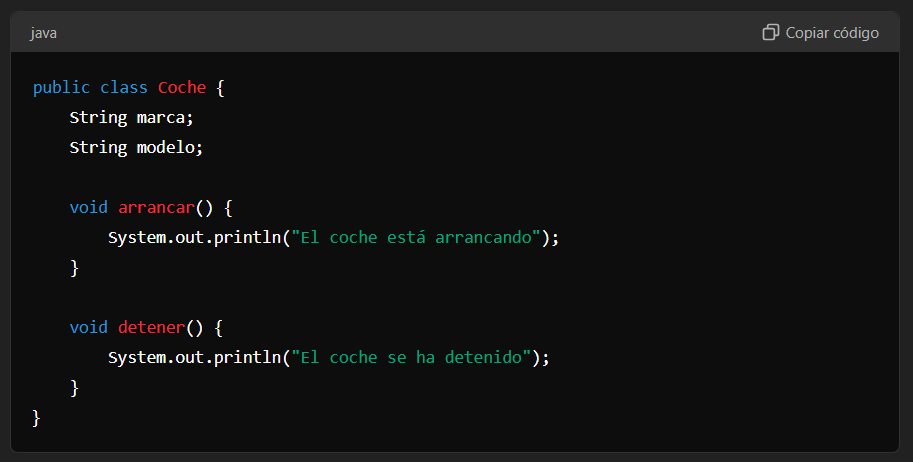 java
Copiar código
public class Coche {
    String marca;
    String modelo;

    void arrancar() {
        System.out.println("El coche está arrancando");
    }

    void detener() {
        System.out.println("El coche se ha detenido");
    }
}